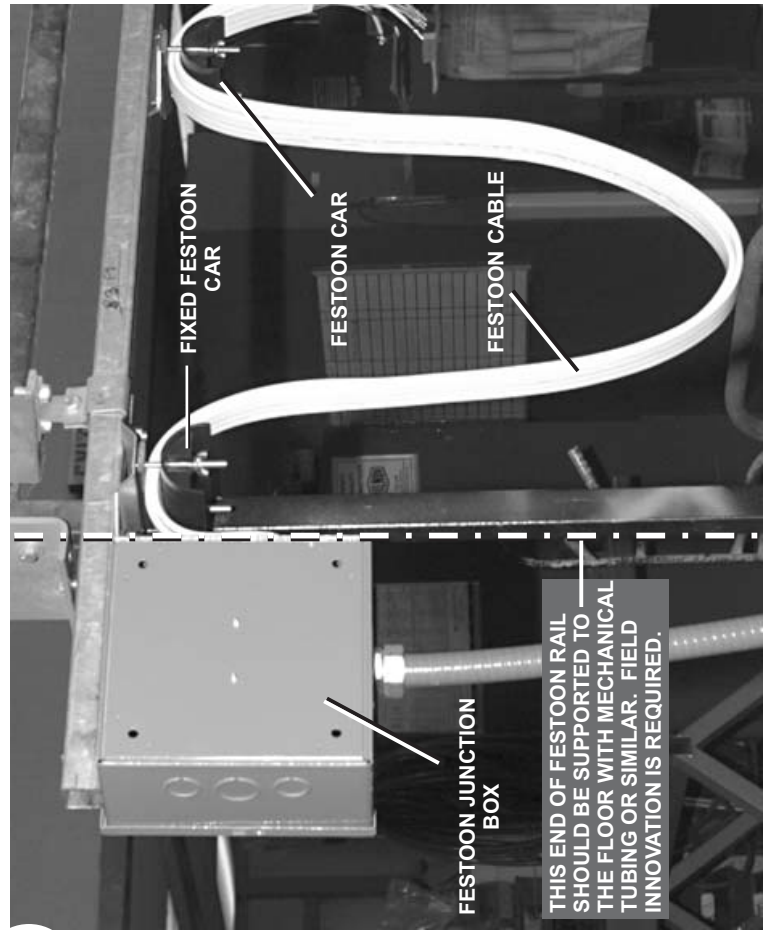 FIXED FESTOON
CAR
FESTOON CAR
FESTOON CABLE
FESTOON JUNCTION
BOX
THIS END OF FESTOON RAIL
SHOULD BE SUPPORTED TO
THE FLOOR WITH MECHANICAL
TUBING OR SIMILAR.  FIELD
INNOVATION IS REQUIRED.